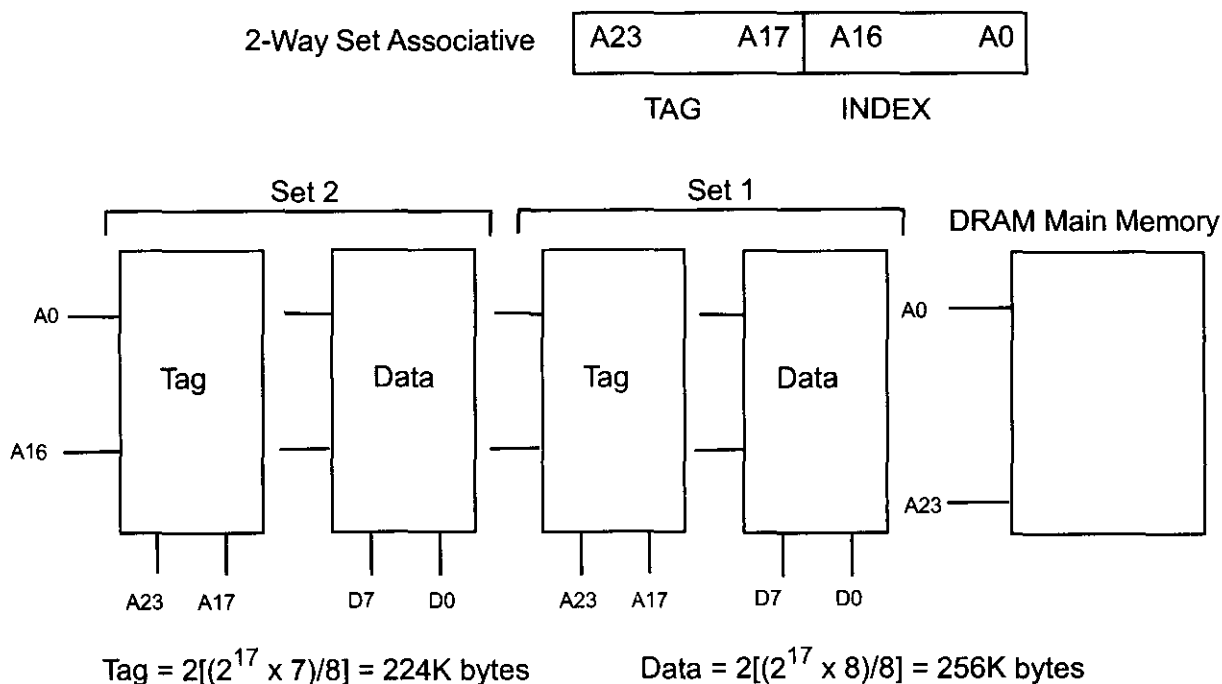 2-Way Set Associative
A23 A17 A16 A0
TAG INDEX
Set 2 Set 1
DRAM Main Memory
A0 A0
Tag Data Tag Data
A16
A23
A23 A17 D7 D0 A23 A17 D7 D0
Tag = 2[(2^17 x 7)/8] = 224K bytes Data = 2[(2^17 x 8)/8] = 256K bytes